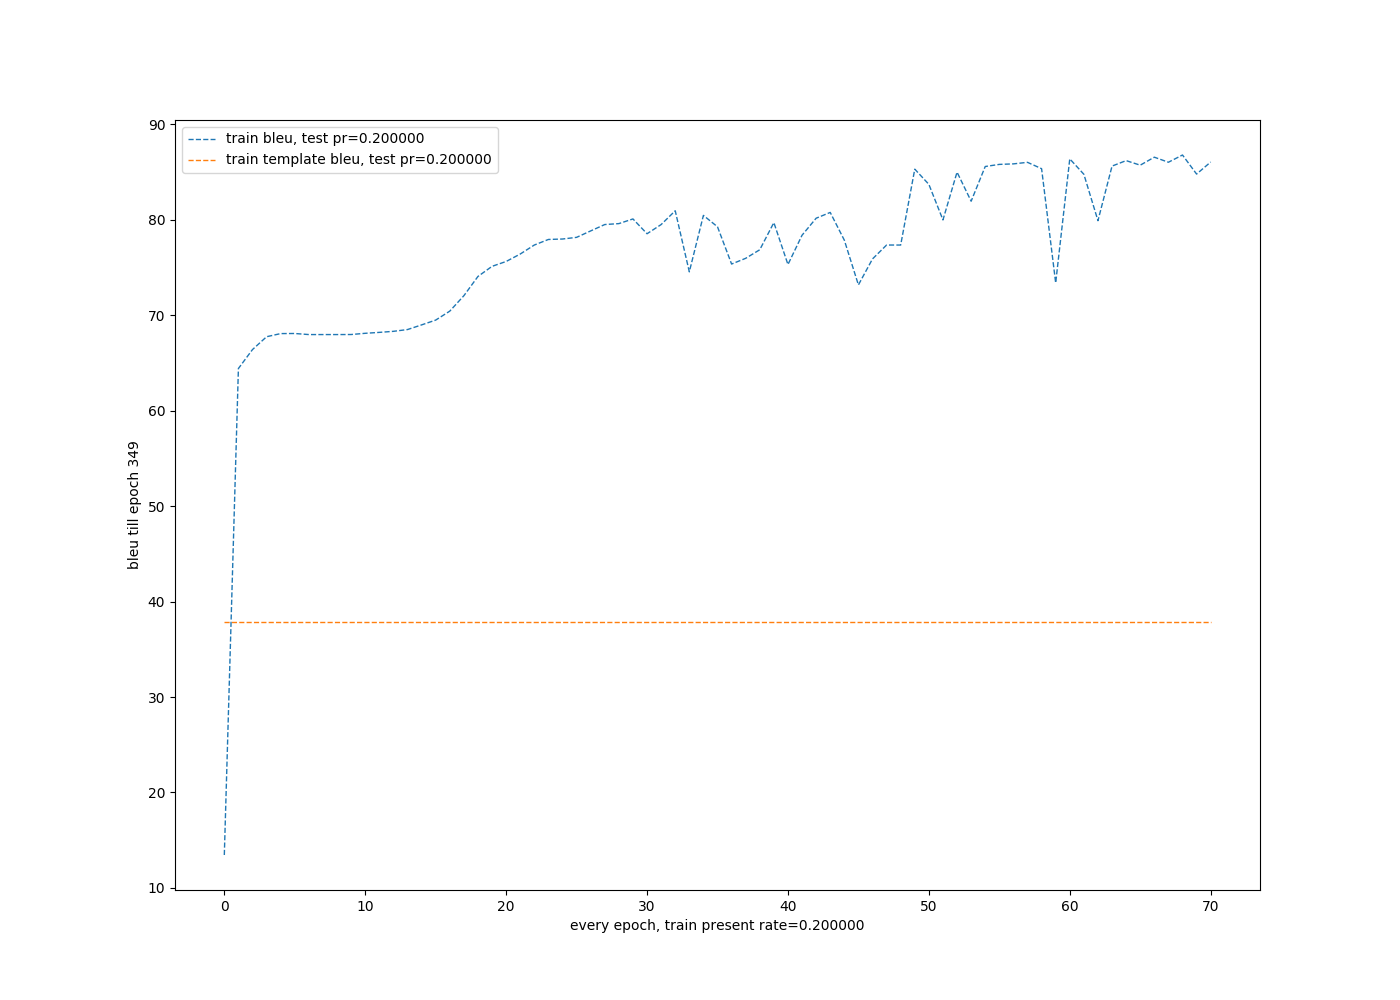 train bleu, test pr=0.200000
train template bleu, test pr=0.200000
90
80
70
60
50
40
30
20
10
bleu till epoch 349
0 10 20 30 40 50 60 70
every epoch, train present rate=0.200000